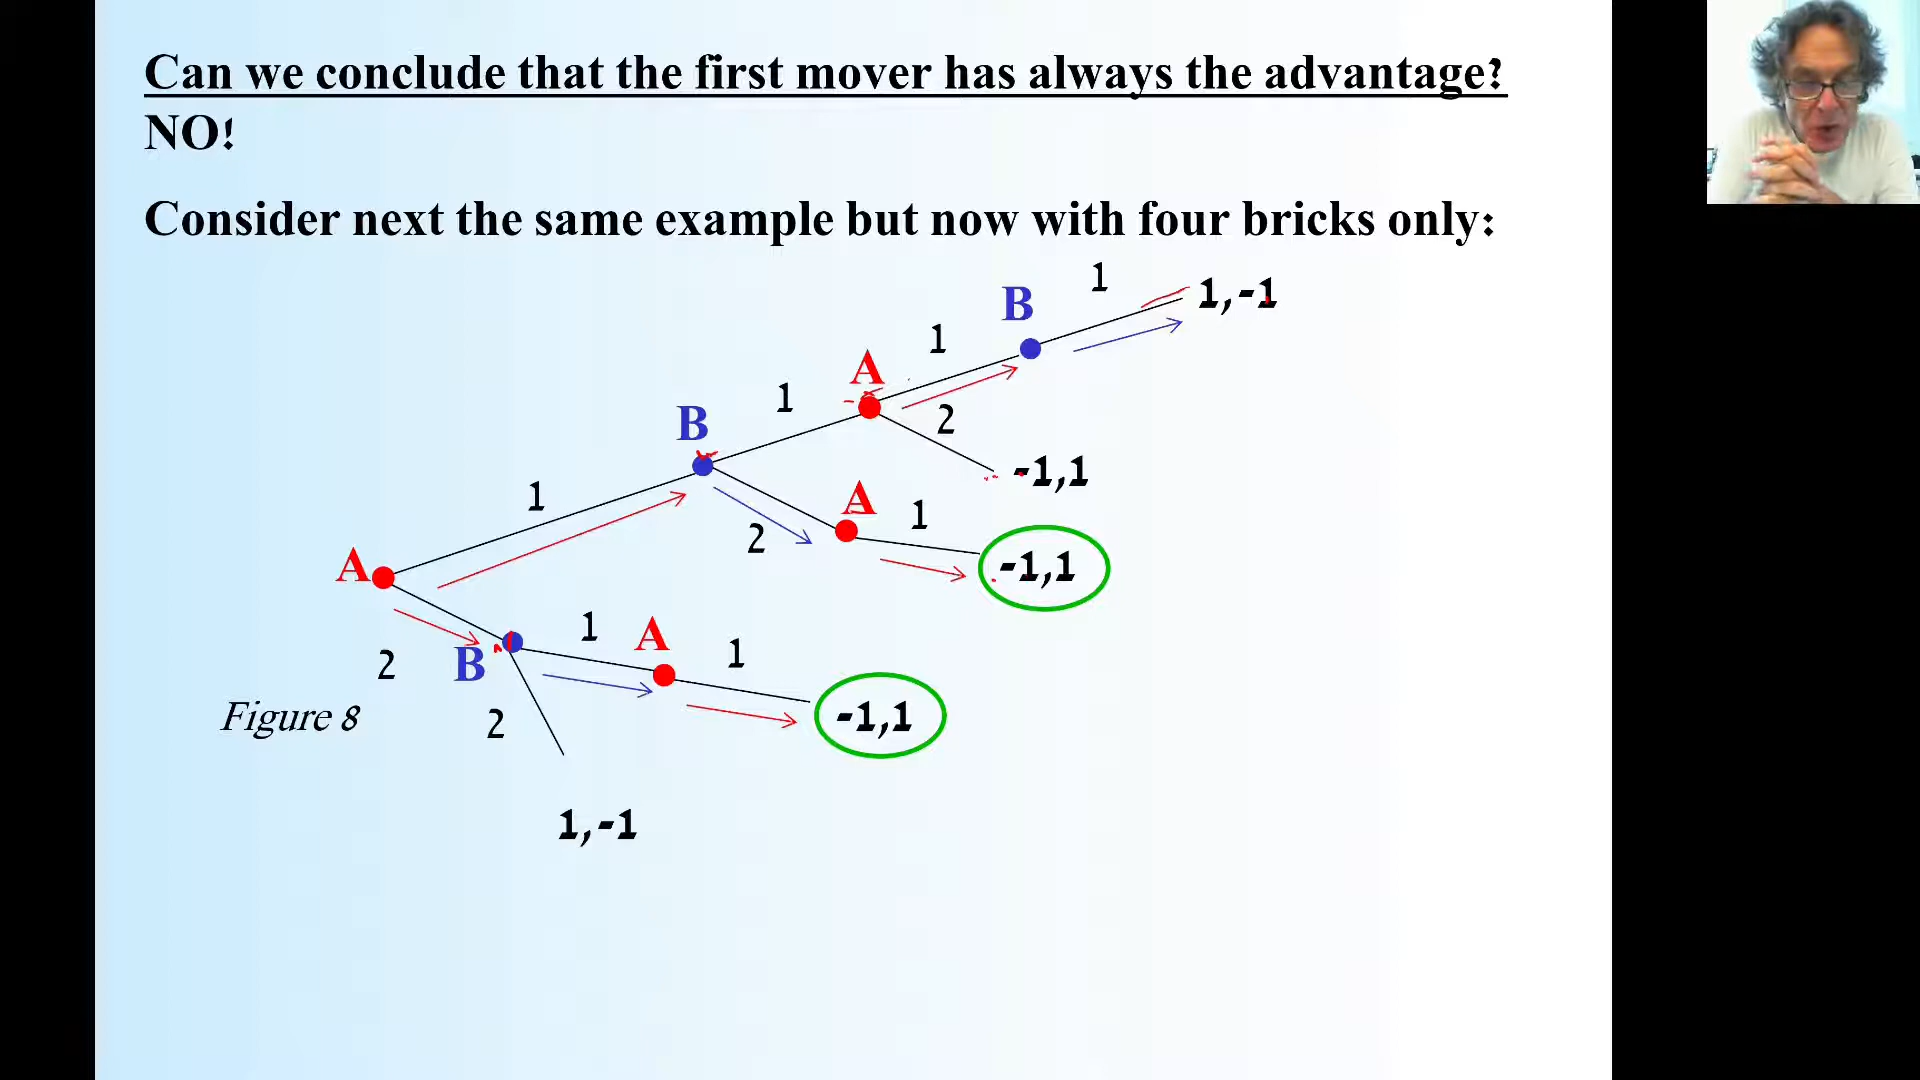 Can we conclude that the first mover has always the advantage?
NO!
Consider next the same example but now with four bricks only:
1
B
1,-1
1
A
1
2
B
-1,1
A
1
1
2
-1,1
A
1
A
1
2
B
Figure 8
2
-1,1
1,-1